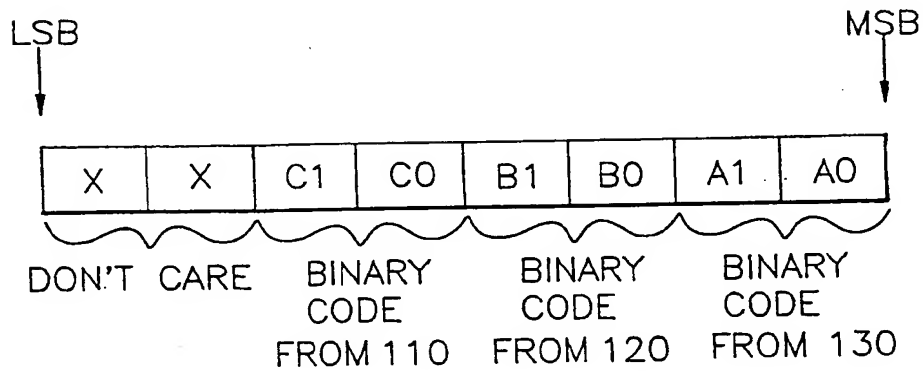 LSB MSB
X X C1 C0 B1 B0 A1 A0
DON'T CARE BINARY BINARY BINARY
CODE CODE CODE
FROM 110 FROM 120 FROM 130